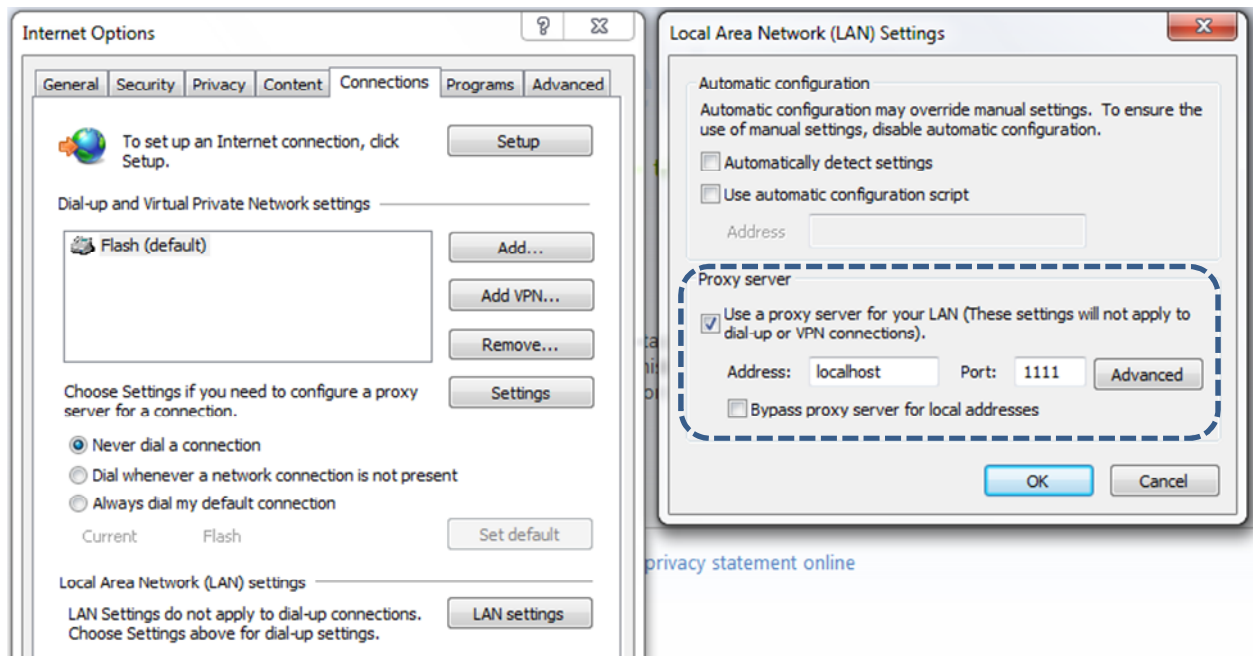 Internet Options
General Security Privacy Content Connections Programs Advanced
To set up an Internet connection, click
Setup.
Setup
Dial-up and Virtual Private Network settings
Flash (default)
Add...
Add VPN...
Remove...
Choose Settings if you need to configure a proxy
server for a connection.
Settings
Never dial a connection
Dial whenever a network connection is not present
Always dial my default connection
Current Flash
Set default
Local Area Network (LAN) settings
LAN Settings do not apply to dial-up connections.
Choose Settings above for dial-up settings.
LAN settings
Local Area Network (LAN) Settings
Automatic configuration
Automatic configuration may override manual settings. To ensure the
use of manual settings, disable automatic configuration.
Automatically detect settings
Use automatic configuration script
Address
Proxy server
Use a proxy server for your LAN (These settings will not apply to
dial-up or VPN connections).
Address: localhost Port: 1111 Advanced
Bypass proxy server for local addresses
OK Cancel
privacy statement online